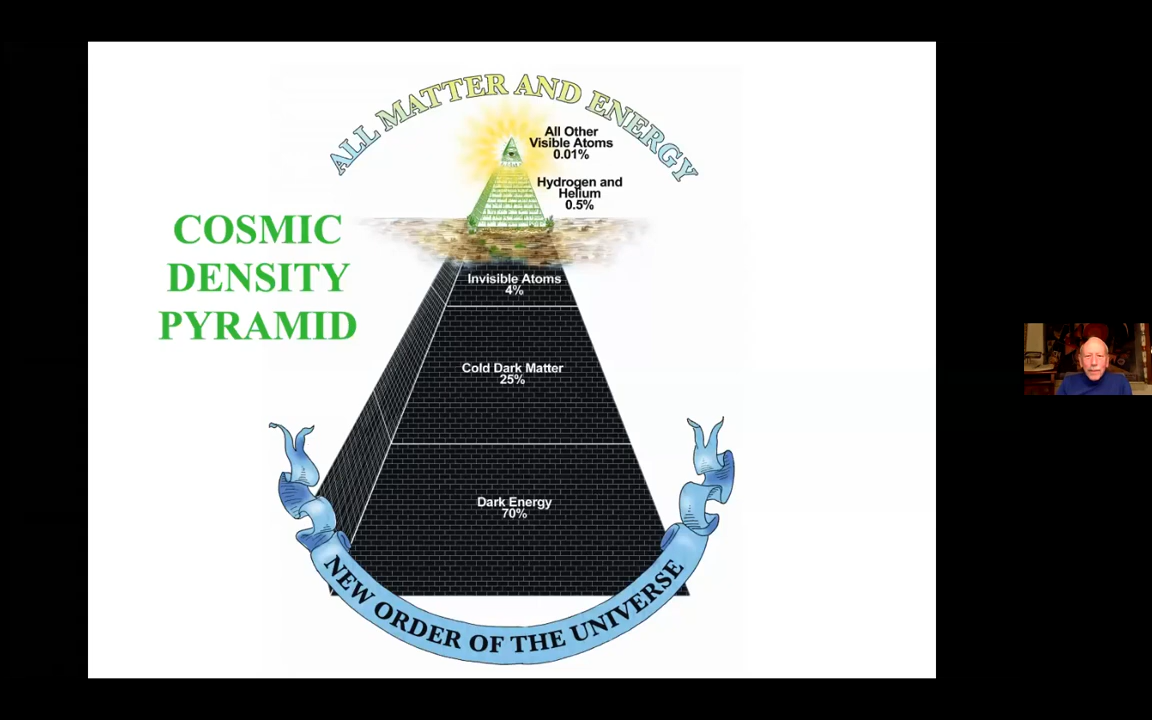 ALL MATTER AND ENERGY
All Other
Visible Atoms
0.01%
Hydrogen and
Helium
0.5%
COSMIC
DENSITY
PYRAMID
Invisible Atoms
4%
Cold Dark Matter
25%
Dark Energy
70%
NEW ORDER OF THE UNIVERSE